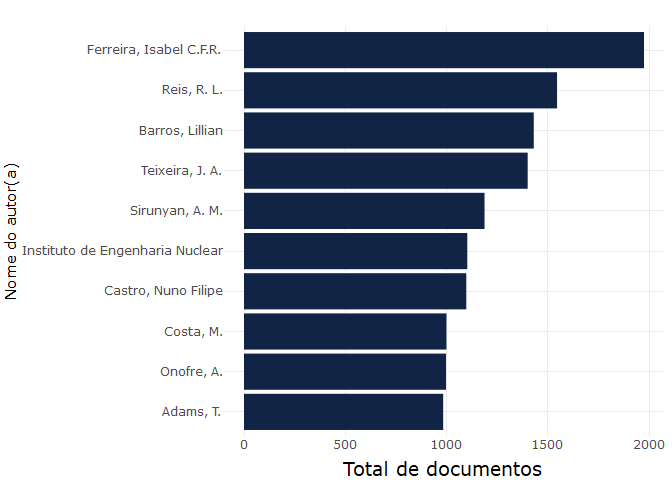 Nome do autor(a)
Ferreira, Isabel C.F.R.
Reis, R. L.
Barros, Lillian
Teixeira, J. A.
Sirunyan, A. M.
Instituto de Engenharia Nuclear
Castro, Nuno Filipe
Costa, M.
Onofre, A.
Adams, T.
0 500 1000 1500 2000
Total de documentos